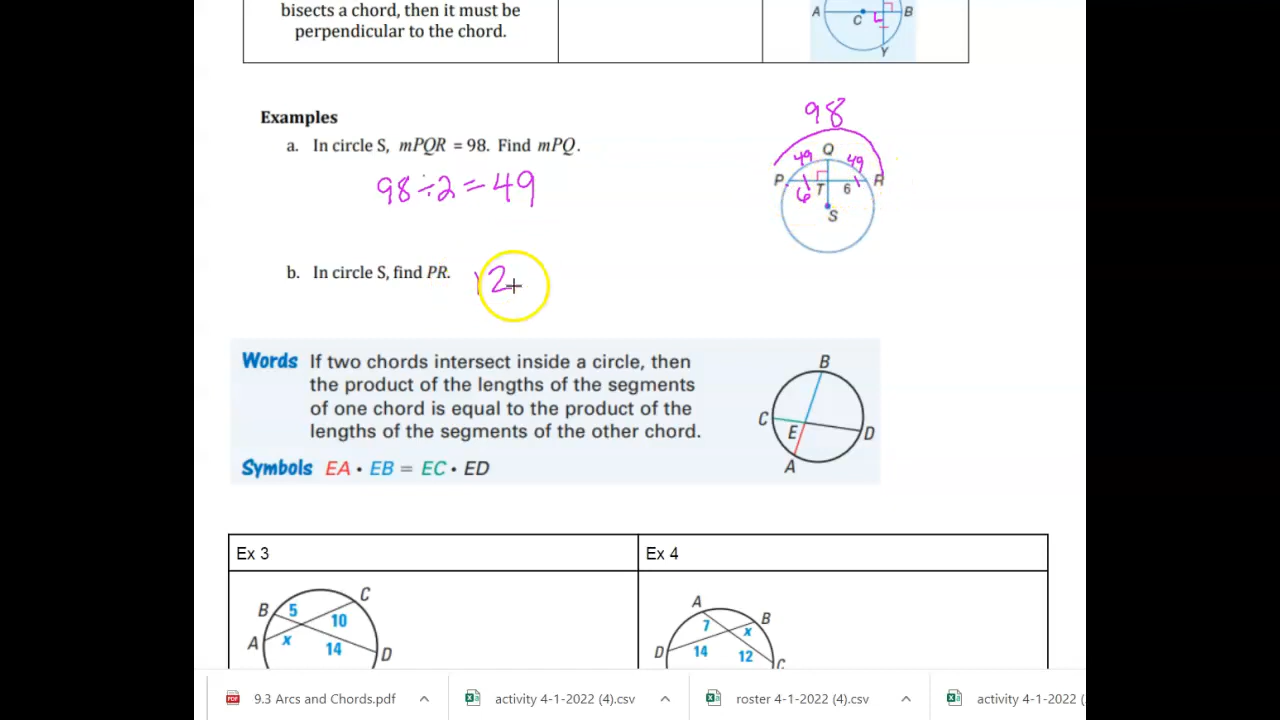 bisects a chord, then it must be
perpendicular to the chord.
A C B
Y
Examples
98
a. In circle S, mPQR = 98. Find mPQ.
Q
49 49
P T 6 R
6
S
98 ÷ 2 = 49
b. In circle S, find PR. 12
Words If two chords intersect inside a circle, then
the product of the lengths of the segments
of one chord is equal to the product of the
lengths of the segments of the other chord.
Symbols EA • EB = EC • ED
B
C
E D
A
Ex 3
Ex 4
C
B 5
10
A x
14 D
A
B
7 x
D 14 12
C
9.3 Arcs and Chords.pdf
activity 4-1-2022 (4).csv
roster 4-1-2022 (4).csv
activity 4-1-2022 (